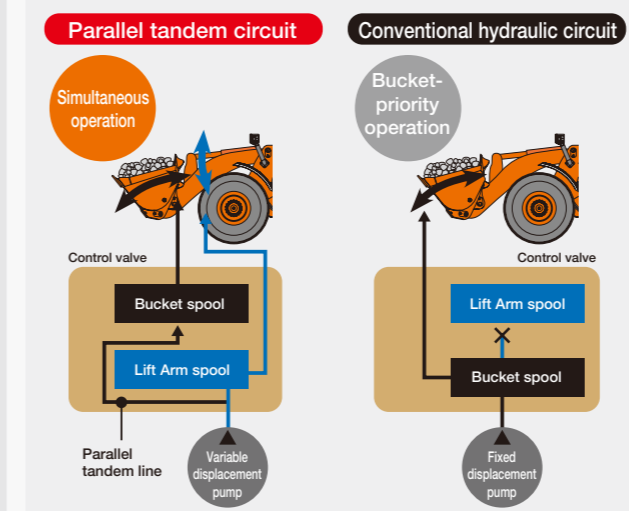 Parallel tandem circuit
Simultaneous
operation
Control valve
Bucket spool
Lift Arm spool
Parallel
tandem line
Variable
displacement
pump
Conventional hydraulic circuit
Bucket-
priority
operation
Control valve
Lift Arm spool
Bucket spool
Fixed
displacement
pump